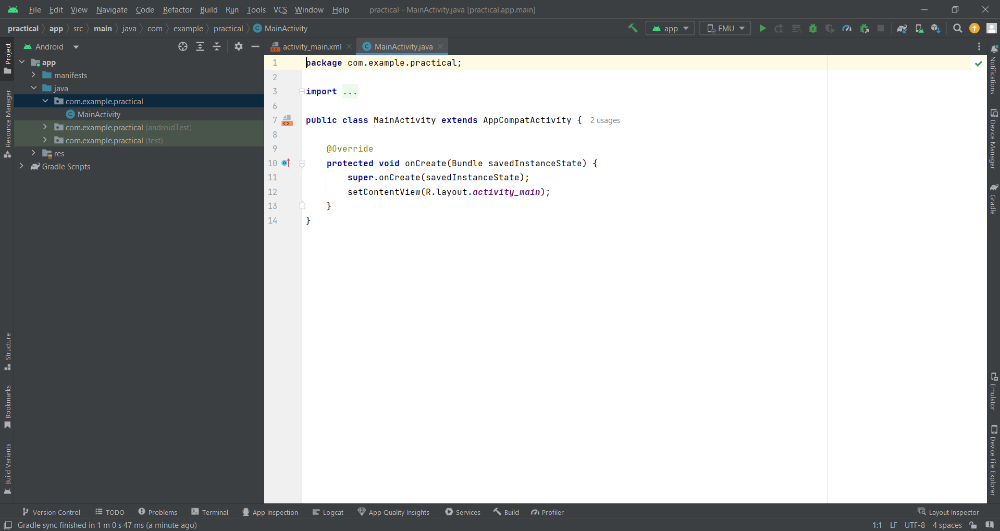 File Edit View Navigate Code Refactor Build Run Tools VCS Window Help practical - MainActivity.java [practical.app.main]
practical app src main java com example practical MainActivity app EMU
Android
activity_main.xml MainActivity.java
Project
Resource Manager
Structure
Bookmarks
Build Variants
app
manifests
java
com.example.practical
MainActivity
com.example.practical (androidTest)
com.example.practical (test)
res
Gradle Scripts
1 package com.example.practical;
2
3 import ...
6
7 public class MainActivity extends AppCompatActivity { 2 usages
8
9 @Override
10 protected void onCreate(Bundle savedInstanceState) {
11 super.onCreate(savedInstanceState);
12 setContentView(R.layout.activity_main);
13 }
14 }
Notifications
Device Manager
Gradle
Emulator
Device File Explorer
Version Control TODO Problems Terminal App Inspection Logcat App Quality Insights Services Build Profiler Layout Inspector
Gradle sync finished in 1 m 0 s 47 ms (a minute ago) 1:1 LF UTF-8 4 spaces